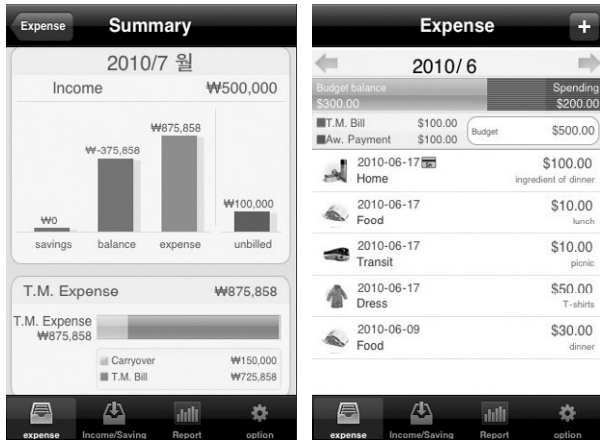 Expense
Summary
2010/7 월
Income ₩500,000
₩875,858
₩-375,858
₩100,000
₩0
savings balance expense unbilled
T.M. Expense ₩875,858
T.M. Expense
₩875,858
Carryover ₩150,000
T.M. Bill ₩725,858
expense Income/Saving Report option
Expense +
2010/ 6
Budget balance Spending
$300.00 $200.00
T.M. Bill $100.00
Aw. Payment $100.00
Budget $500.00
2010-06-17 $100.00
Home ingredient of dinner
2010-06-17 $10.00
Food lunch
2010-06-17 $10.00
Transit picnic
2010-06-17 $50.00
Dress T-shirts
2010-06-09 $30.00
Food dinner
expense Income/Saving Report option